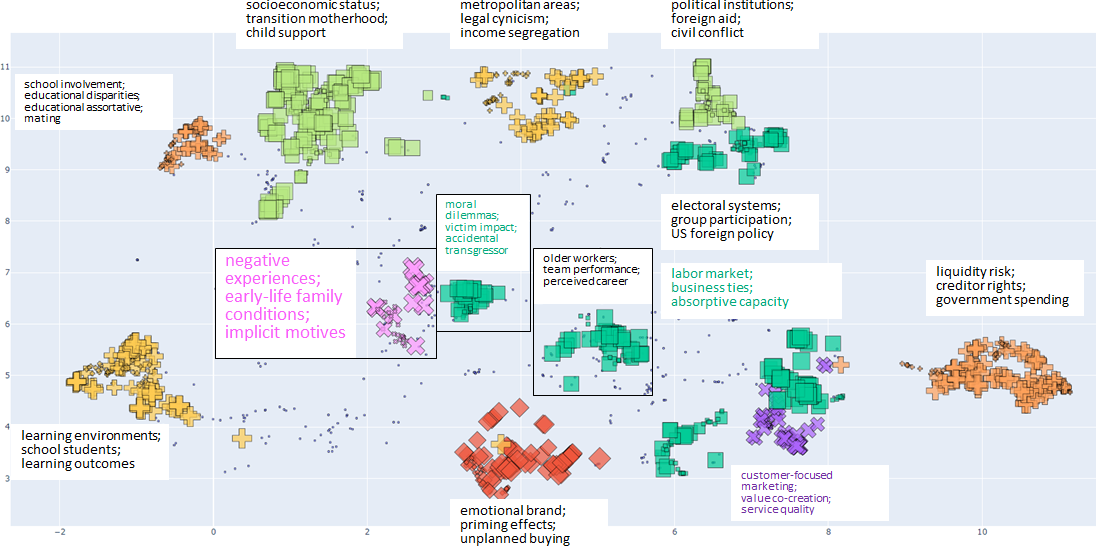 socioeconomic status;
transition motherhood;
child support
metropolitan areas;
legal cynicism;
income segregation
political institutions;
foreign aid;
civil conflict
school involvement;
educational disparities;
educational assortative;
mating
electoral systems;
group participation;
US foreign policy
moral
dilemmas;
victim impact;
accidental
transgressor
negative
experiences;
early-life family
conditions;
implicit motives
older workers;
team performance;
perceived career
labor market;
business ties;
absorptive capacity
liquidity risk;
creditor rights;
government spending
learning environments;
school students;
learning outcomes
customer-focused
marketing;
value co-creation;
service quality
emotional brand;
priming effects;
unplanned buying
11
10
9
8
7
6
5
4
3
−2
0
2
6
8
10